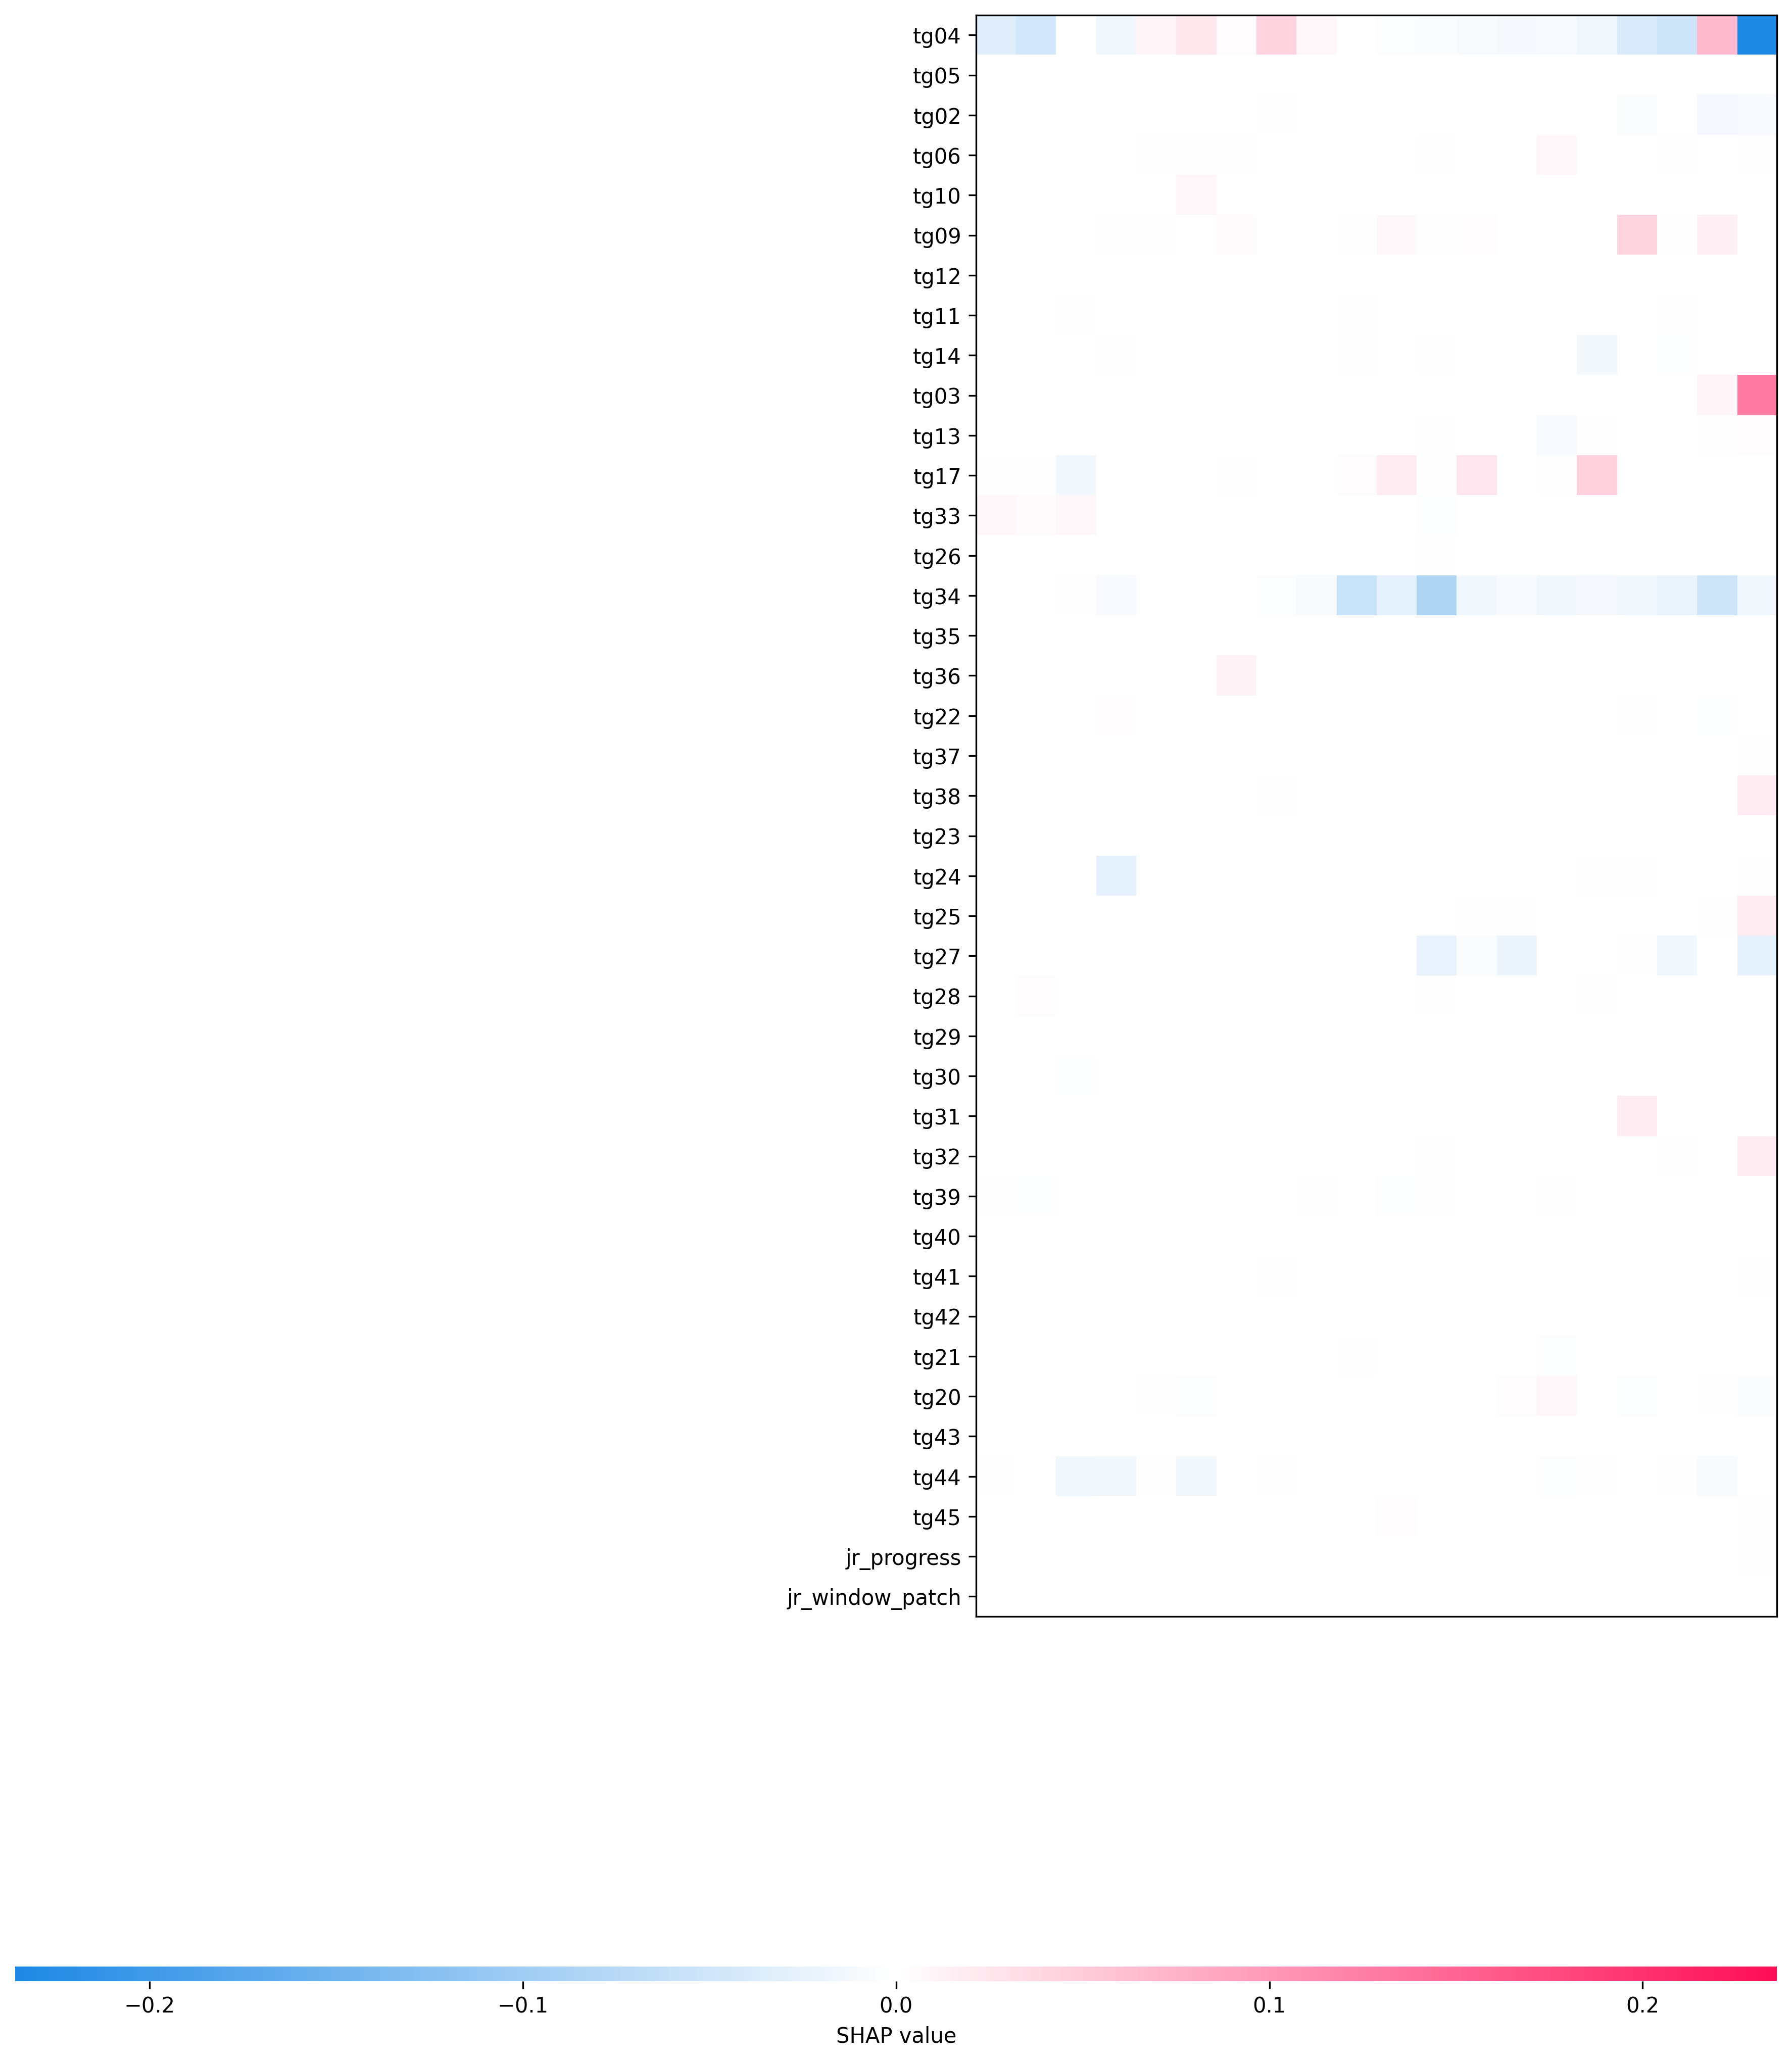 tg04
tg05
tg02
tg06
tg10
tg09
tg12
tg11
tg14
tg03
tg13
tg17
tg33
tg26
tg34
tg35
tg36
tg22
tg37
tg38
tg23
tg24
tg25
tg27
tg28
tg29
tg30
tg31
tg32
tg39
tg40
tg41
tg42
tg21
tg20
tg43
tg44
tg45
jr_progress
jr_window_patch
−0.2 −0.1 0.0 0.1 0.2
SHAP value